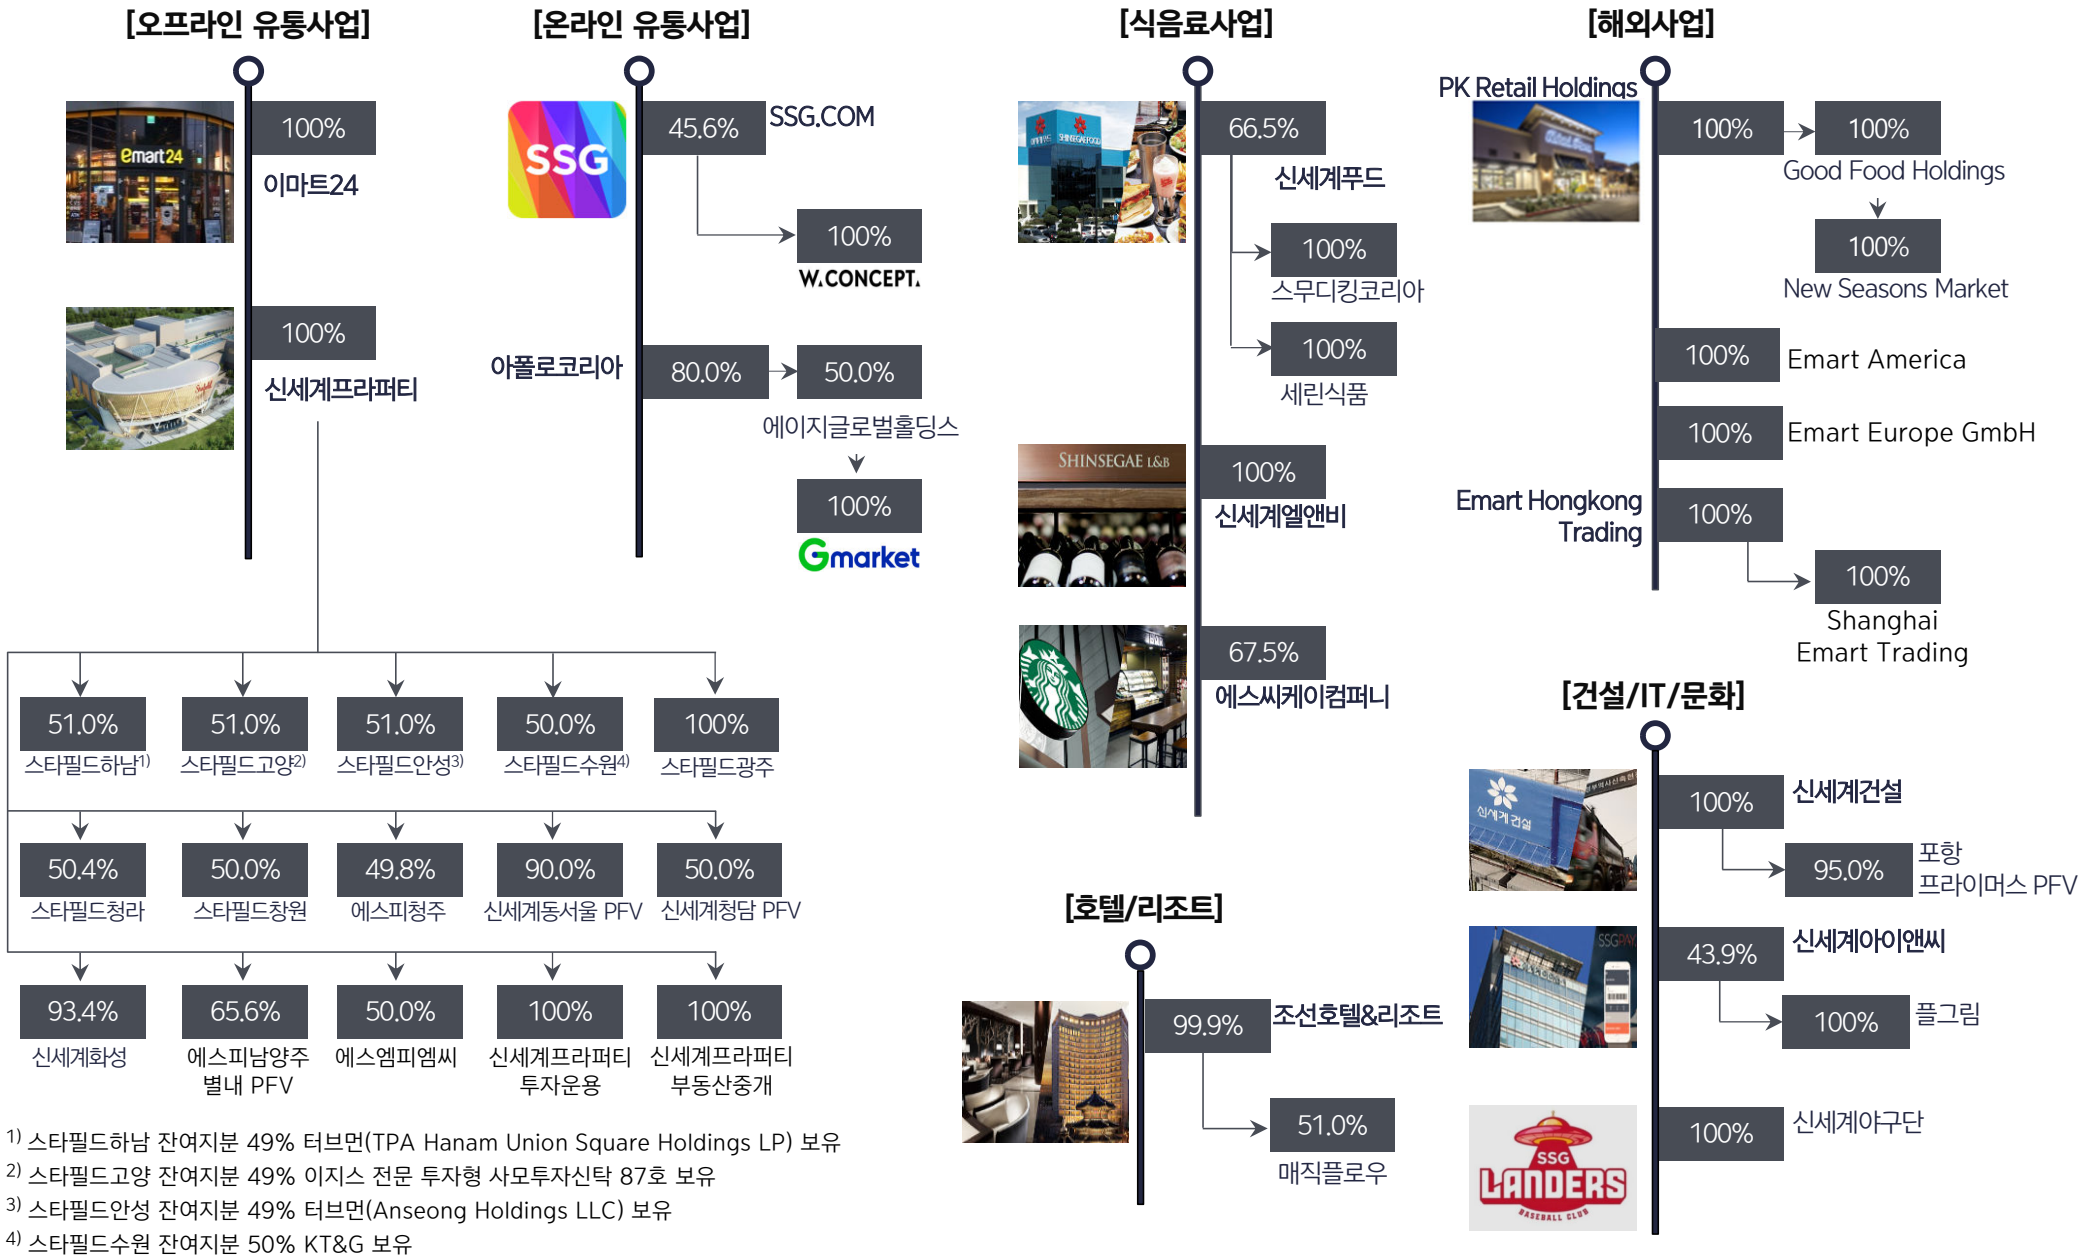 [오프라인 유통사업]
emart24
100%
이마트24
100%
신세계프라퍼티
51.0%
스타필드하남1)
51.0%
스타필드고양2)
51.0%
스타필드안성3)
50.0%
스타필드수원4)
100%
스타필드광주
50.4%
스타필드청라
50.0%
스타필드창원
49.8%
에스피청주
90.0%
신세계동서울 PFV
50.0%
신세계청담 PFV
93.4%
신세계화성
65.6%
에스피남양주
별내 PFV
50.0%
에스엠피엠씨
100%
신세계프라퍼티
투자운용
100%
신세계프라퍼티
부동산중개
1) 스타필드하남 잔여지분 49% 터브먼(TPA Hanam Union Square Holdings LP) 보유
2) 스타필드고양 잔여지분 49% 이지스 전문 투자형 사모투자신탁 87호 보유
3) 스타필드안성 잔여지분 49% 터브먼(Anseong Holdings LLC) 보유
4) 스타필드수원 잔여지분 50% KT&G 보유
[온라인 유통사업]
SSG
45.6%
SSG.COM
100%
W.CONCEPT.
아폴로코리아
80.0%
50.0%
에이지글로벌홀딩스
100%
Gmarket
[식음료사업]
SHINSEGAE FOOD
66.5%
신세계푸드
100%
스무디킹코리아
100%
세린식품
SHINSEGAE L&B
100%
신세계엘앤비
67.5%
에스씨케이컴퍼니
[호텔/리조트]
99.9%
조선호텔&리조트
51.0%
매직플로우
[해외사업]
PK Retail Holdings
100%
100%
Good Food Holdings
100%
New Seasons Market
100%
Emart America
100%
Emart Europe GmbH
Emart Hongkong
Trading
100%
100%
Shanghai
Emart Trading
[건설/IT/문화]
신세계건설
100%
신세계건설
95.0%
포항
프라이머스 PFV
SSGPAY
43.9%
신세계아이앤씨
100%
플그림
SSG
LANDERS
BASEBALL CLUB
100%
신세계야구단